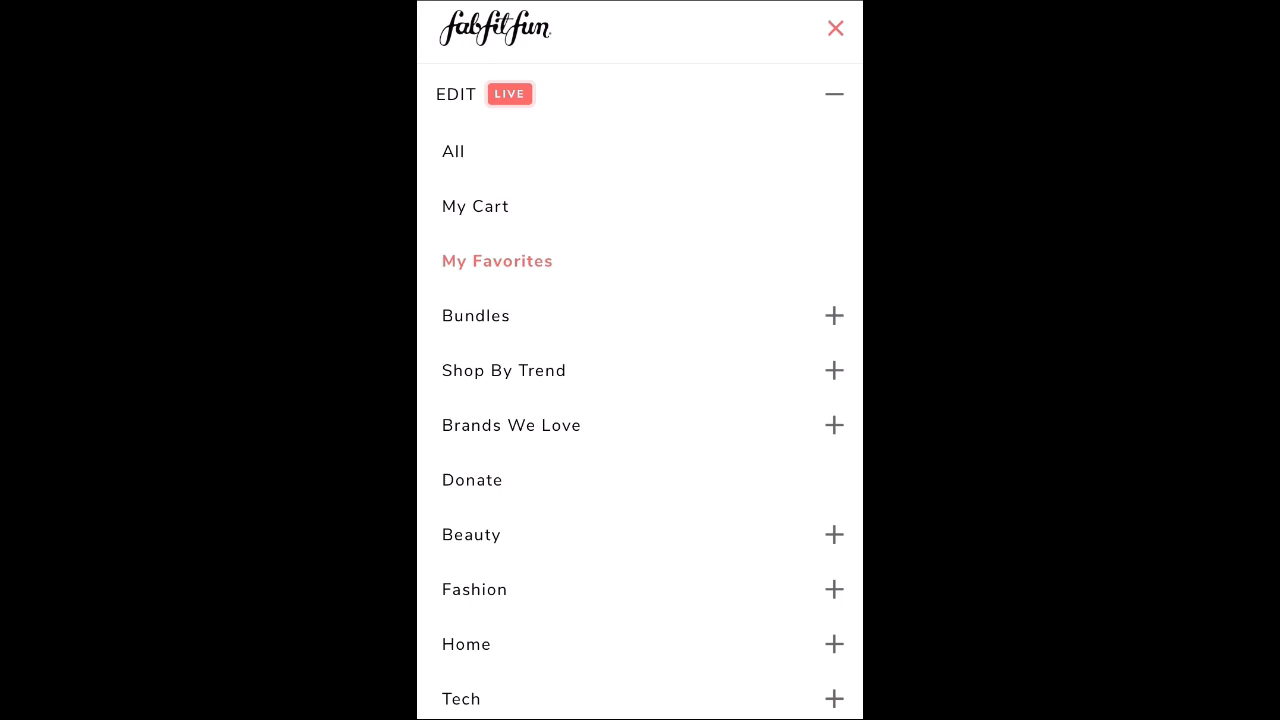 fabfitfun
EDIT LIVE
All
My Cart
My Favorites
Bundles
Shop By Trend
Brands We Love
Donate
Beauty
Fashion
Home
Tech